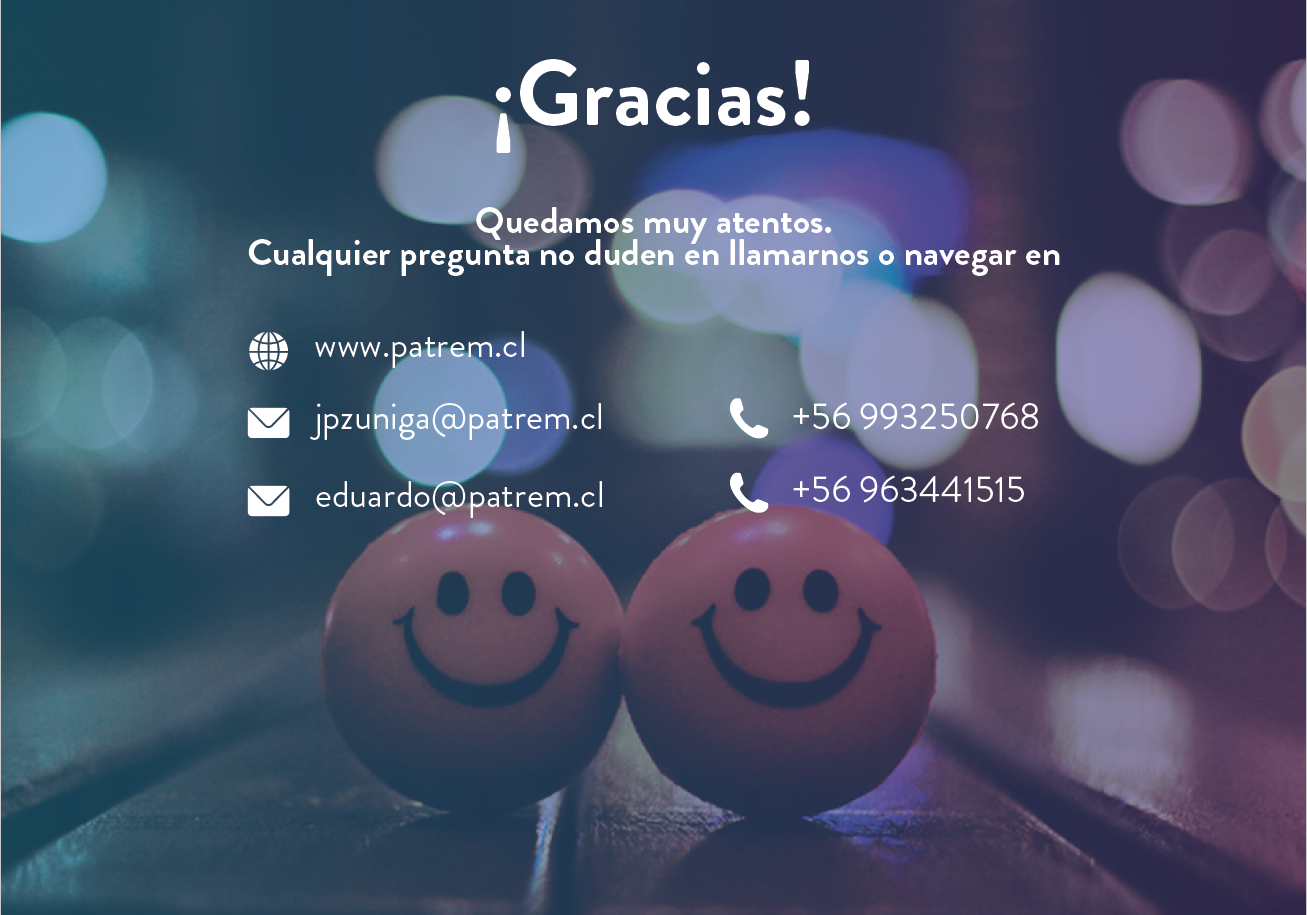 ¡Gracias!
Quedamos muy atentos.
Cualquier pregunta no duden en llamarnos o navegar en
www.patrem.cl
jpzuniga@patrem.cl
+56 993250768
eduardo@patrem.cl
+56 963441515